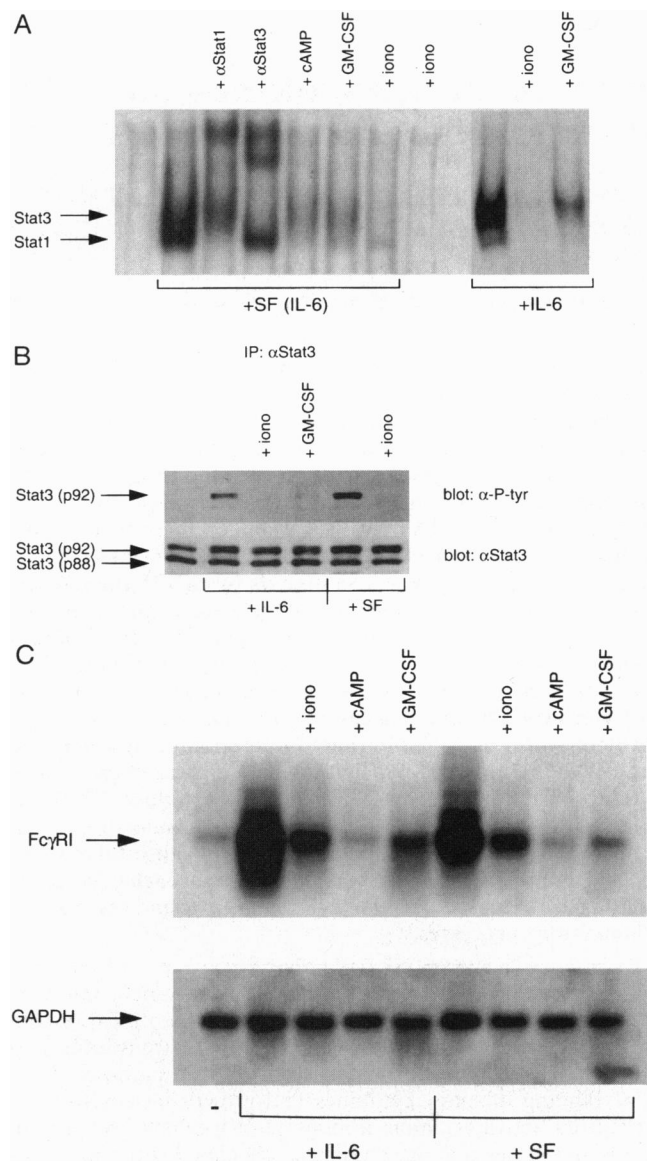 A
+ αStat1
+ αStat3
+ cAMP
+ GM-CSF
+ iono
+ iono
+ iono
+ GM-CSF
Stat3
Stat1
+SF (IL-6)
+IL-6
B
IP: αStat3
+ iono
+ GM-CSF
+ iono
Stat3 (p92)
blot: α-P-tyr
Stat3 (p92)
Stat3 (p88)
blot: αStat3
+ IL-6
+ SF
C
+ iono
+ cAMP
+ GM-CSF
+ iono
+ cAMP
+ GM-CSF
FcγRI
GAPDH
-
+ IL-6
+ SF